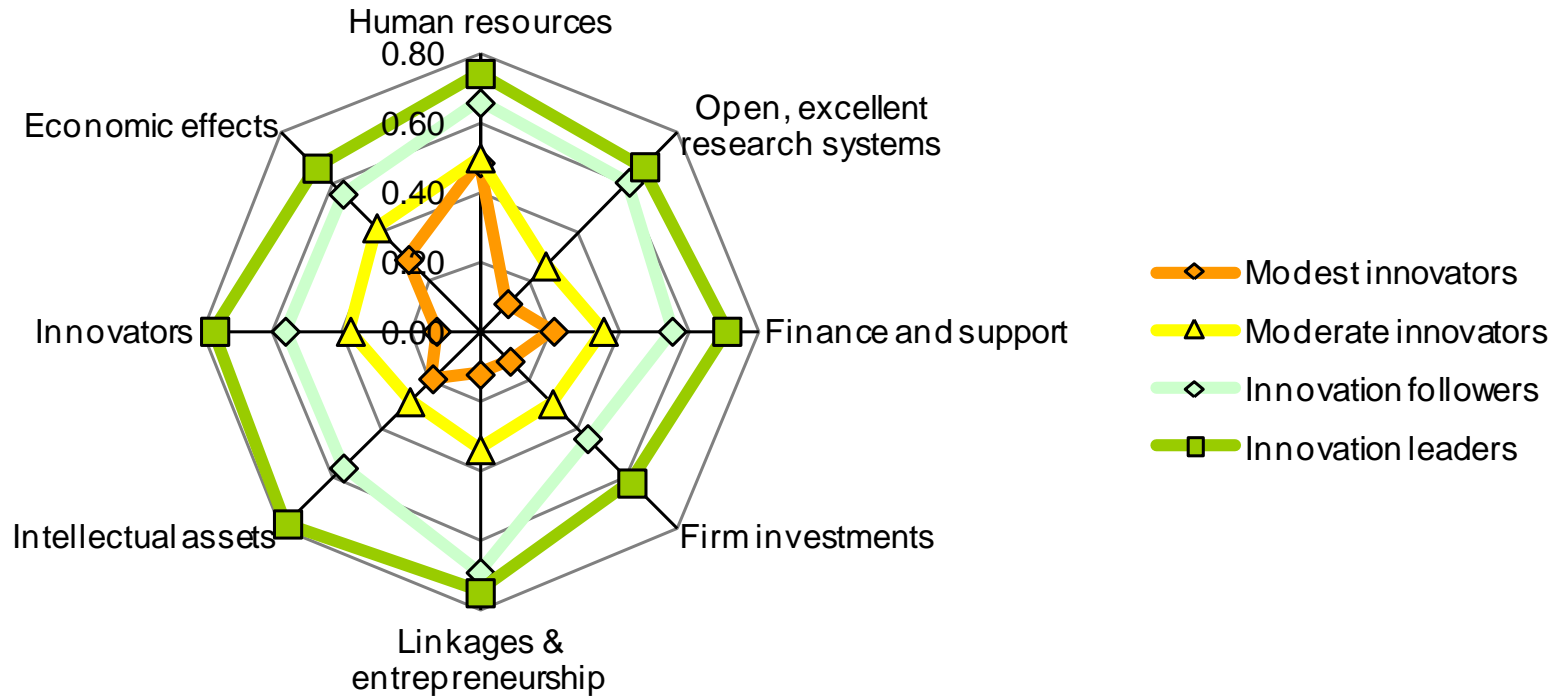 Human resources
0.80
Open, excellent
research systems
Economic effects
0.60
0.40
0.20
Innovators
0.00
Finance and support
Intellectual assets
Firm investments
Linkages &
entrepreneurship
Modest innovators
Moderate innovators
Innovation followers
Innovation leaders